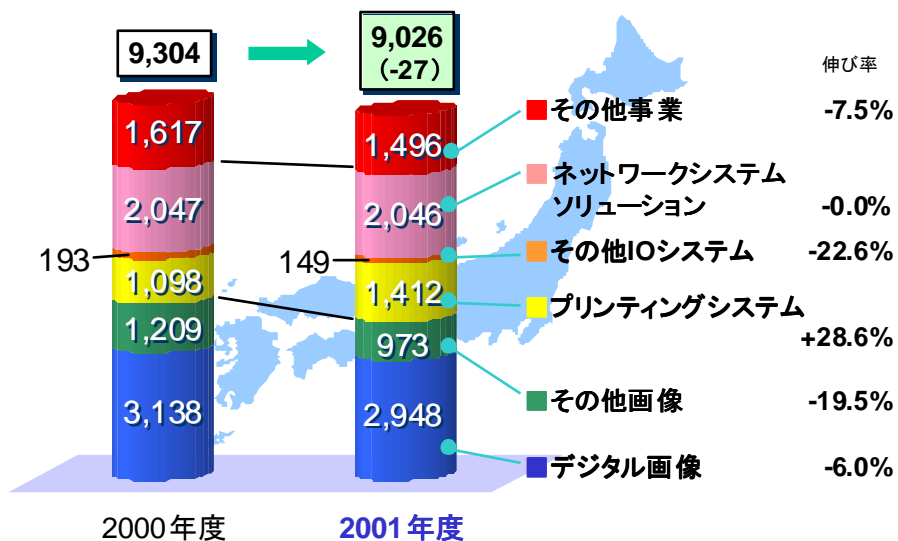 9,304
9,026
（-27）
伸び率
1,617
1,496
その他事業 -7.5%
2,047
2,046
ネットワークシステム
ソリューション -0.0%
193
149
その他IOシステム -22.6%
1,098
1,412
プリンティングシステム
+28.6%
1,209
973
その他画像 -19.5%
3,138
2,948
デジタル画像 -6.0%
2000年度
2001年度